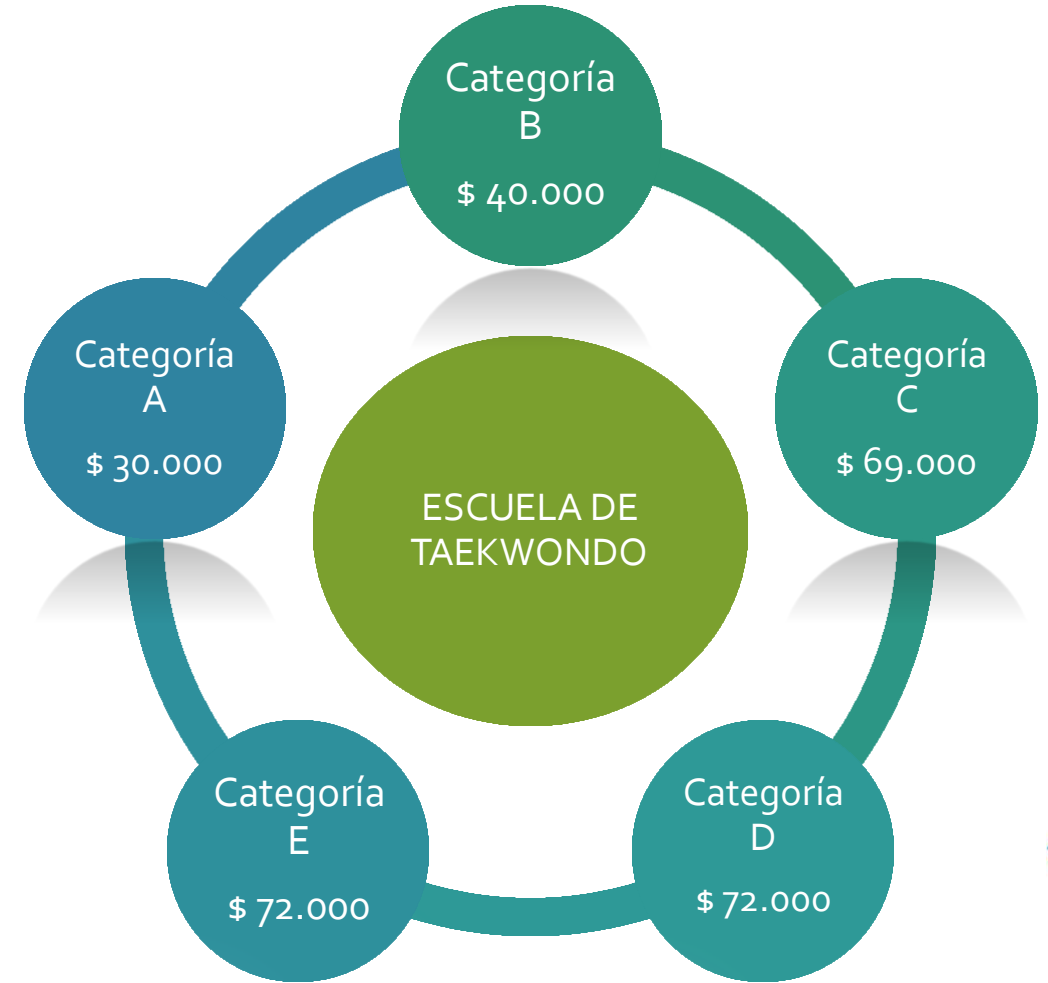 Categoría
B
$ 40.000
Categoría
A
$ 30.000
Categoría
C
$ 69.000
ESCUELA DE
TAEKWONDO
Categoría
E
$ 72.000
Categoría
D
$ 72.000